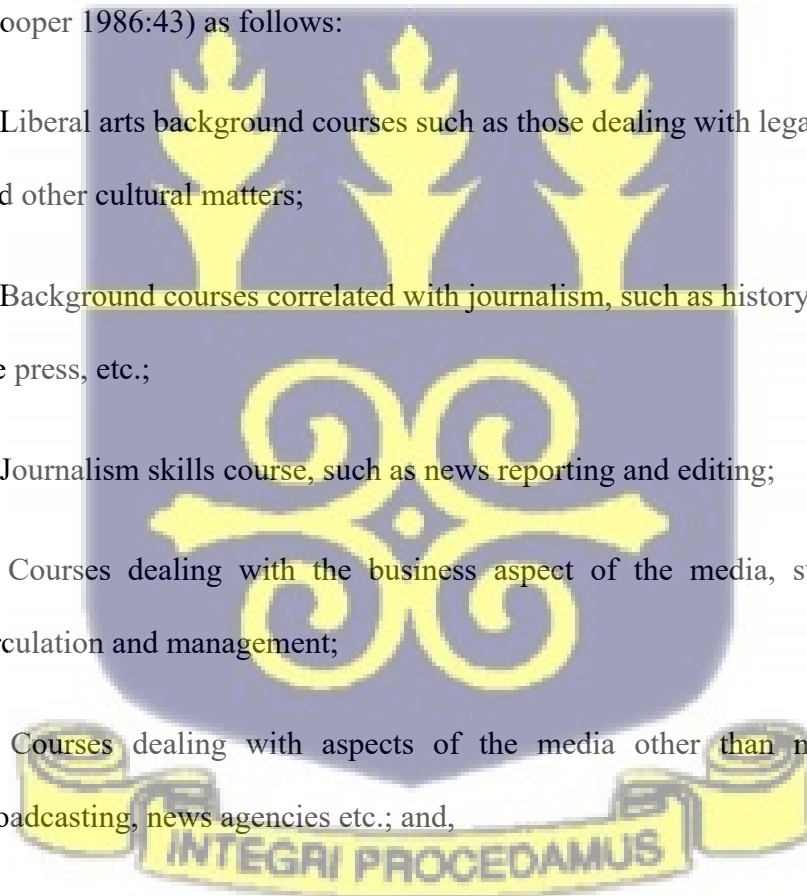 ooper 1986:43) as follows:
Liberal arts background courses such as those dealing with lega
d other cultural matters;
Background courses correlated with journalism, such as history
e press, etc.;
Journalism skills course, such as news reporting and editing;
Courses dealing with the business aspect of the media, s
rculation and management;
Courses dealing with aspects of the media other than
oadcasting, news agencies etc.; and,
INTEGRI PROCEDAMUS